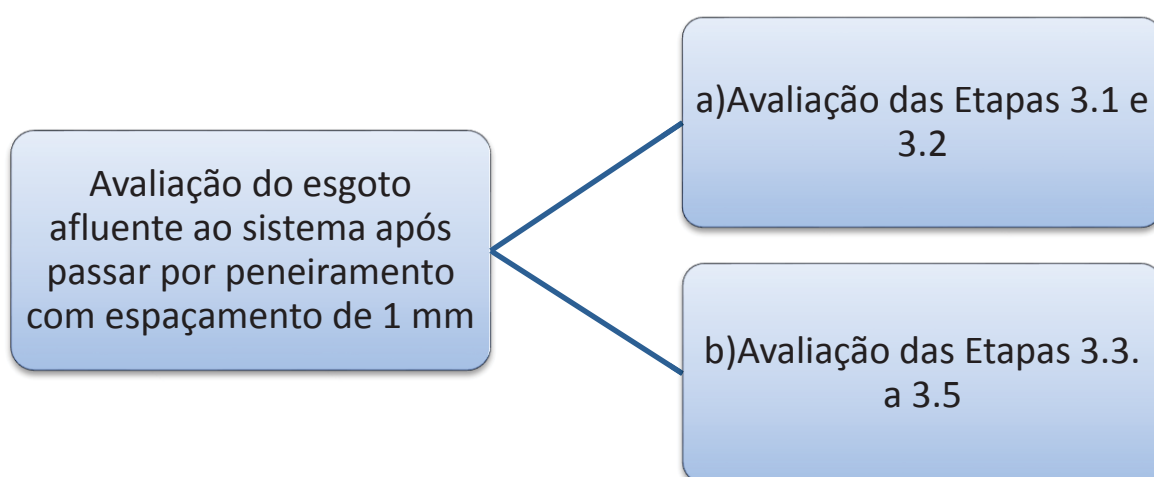 Avaliação do esgoto
afluente ao sistema após
passar por peneiramento
com espaçamento de 1 mm
a)Avaliação das Etapas 3.1 e
3.2
b)Avaliação das Etapas 3.3.
a 3.5